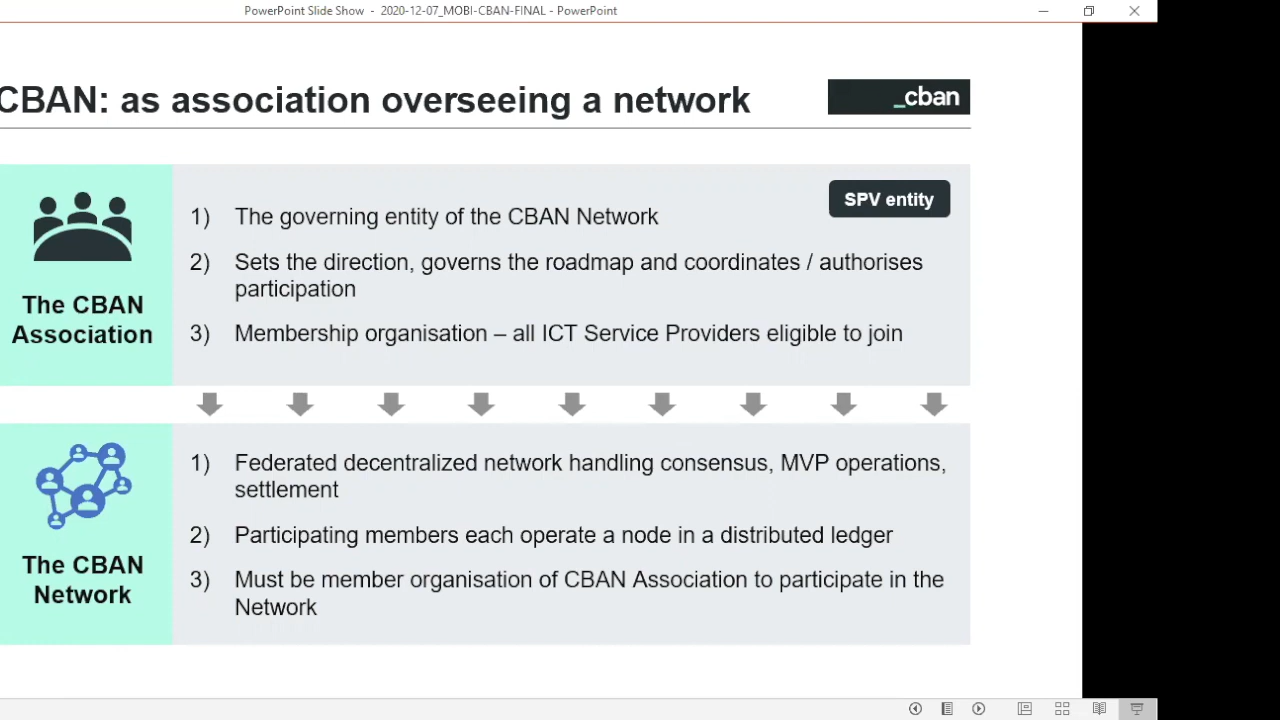 PowerPoint Slide Show - 2020-12-07_MOBI-CBAN-FINAL - PowerPoint
CBAN: as association overseeing a network
_cban
SPV entity
The CBAN
Association
1) The governing entity of the CBAN Network
2) Sets the direction, governs the roadmap and coordinates / authorises
participation
3) Membership organisation – all ICT Service Providers eligible to join
The CBAN
Network
1) Federated decentralized network handling consensus, MVP operations,
settlement
2) Participating members each operate a node in a distributed ledger
3) Must be member organisation of CBAN Association to participate in the
Network